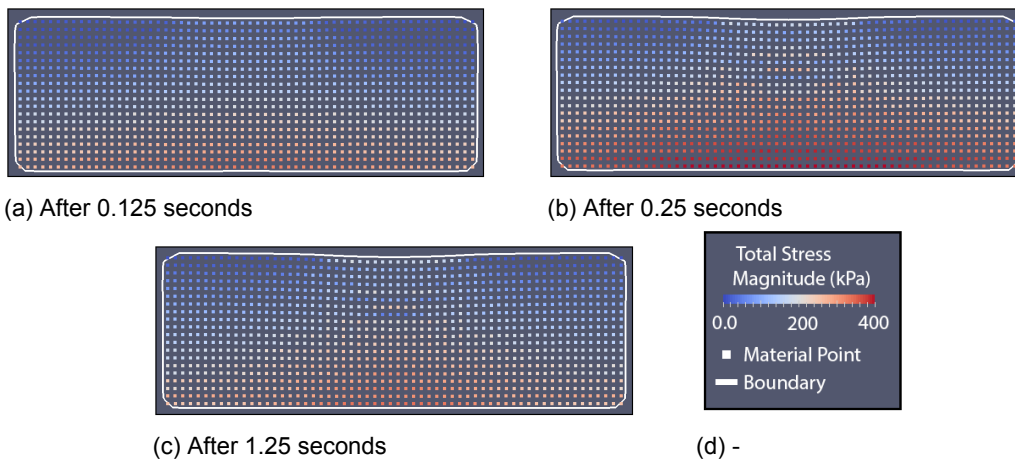 (a) After 0.125 seconds
(b) After 0.25 seconds
Total Stress
Magnitude (kPa)
0.0 200 400
Material Point
Boundary
(c) After 1.25 seconds
(d) -